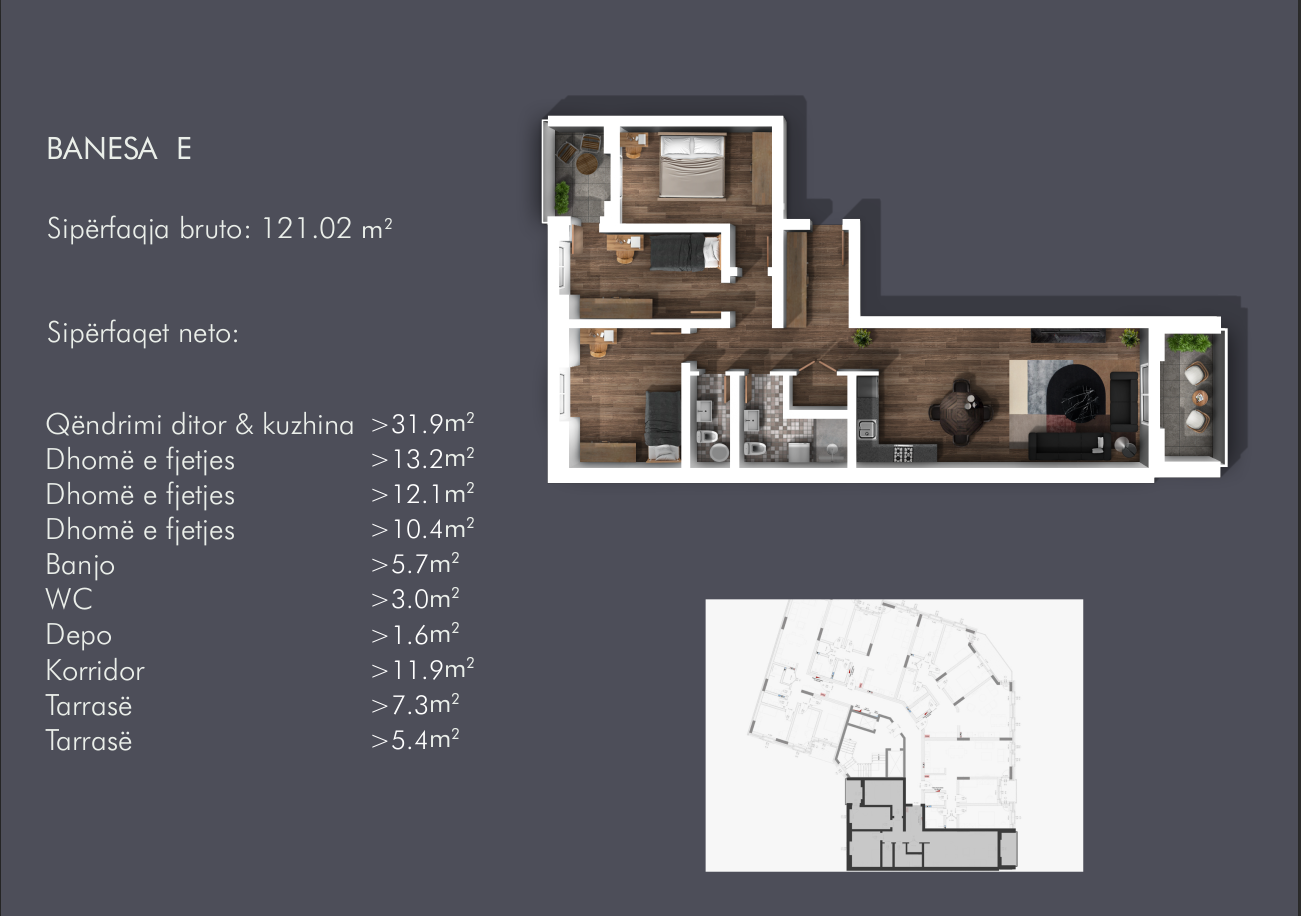 BANESA E
Sipërfaqja bruto: 121.02 m²
Sipërfaqet neto:
Qëndrimi ditor & kuzhina >31.9m²
Dhomë e fjetjes >13.2m²
Dhomë e fjetjes >12.1m²
Dhomë e fjetjes >10.4m²
Banjo >5.7m²
WC >3.0m²
Depo >1.6m²
Korridor >11.9m²
Tarrasë >7.3m²
Tarrasë >5.4m²